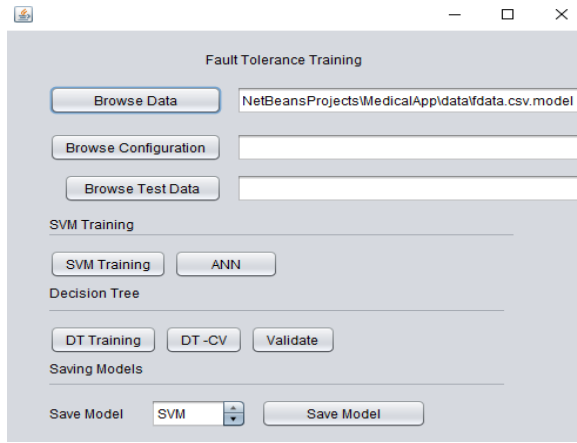 Fault Tolerance Training
Browse Data NetBeansProjects\MedicalApp\data\fdata.csv.model
Browse Configuration
Browse Test Data
SVM Training
SVM Training ANN
Decision Tree
DT Training DT -CV Validate
Saving Models
Save Model SVM Save Model